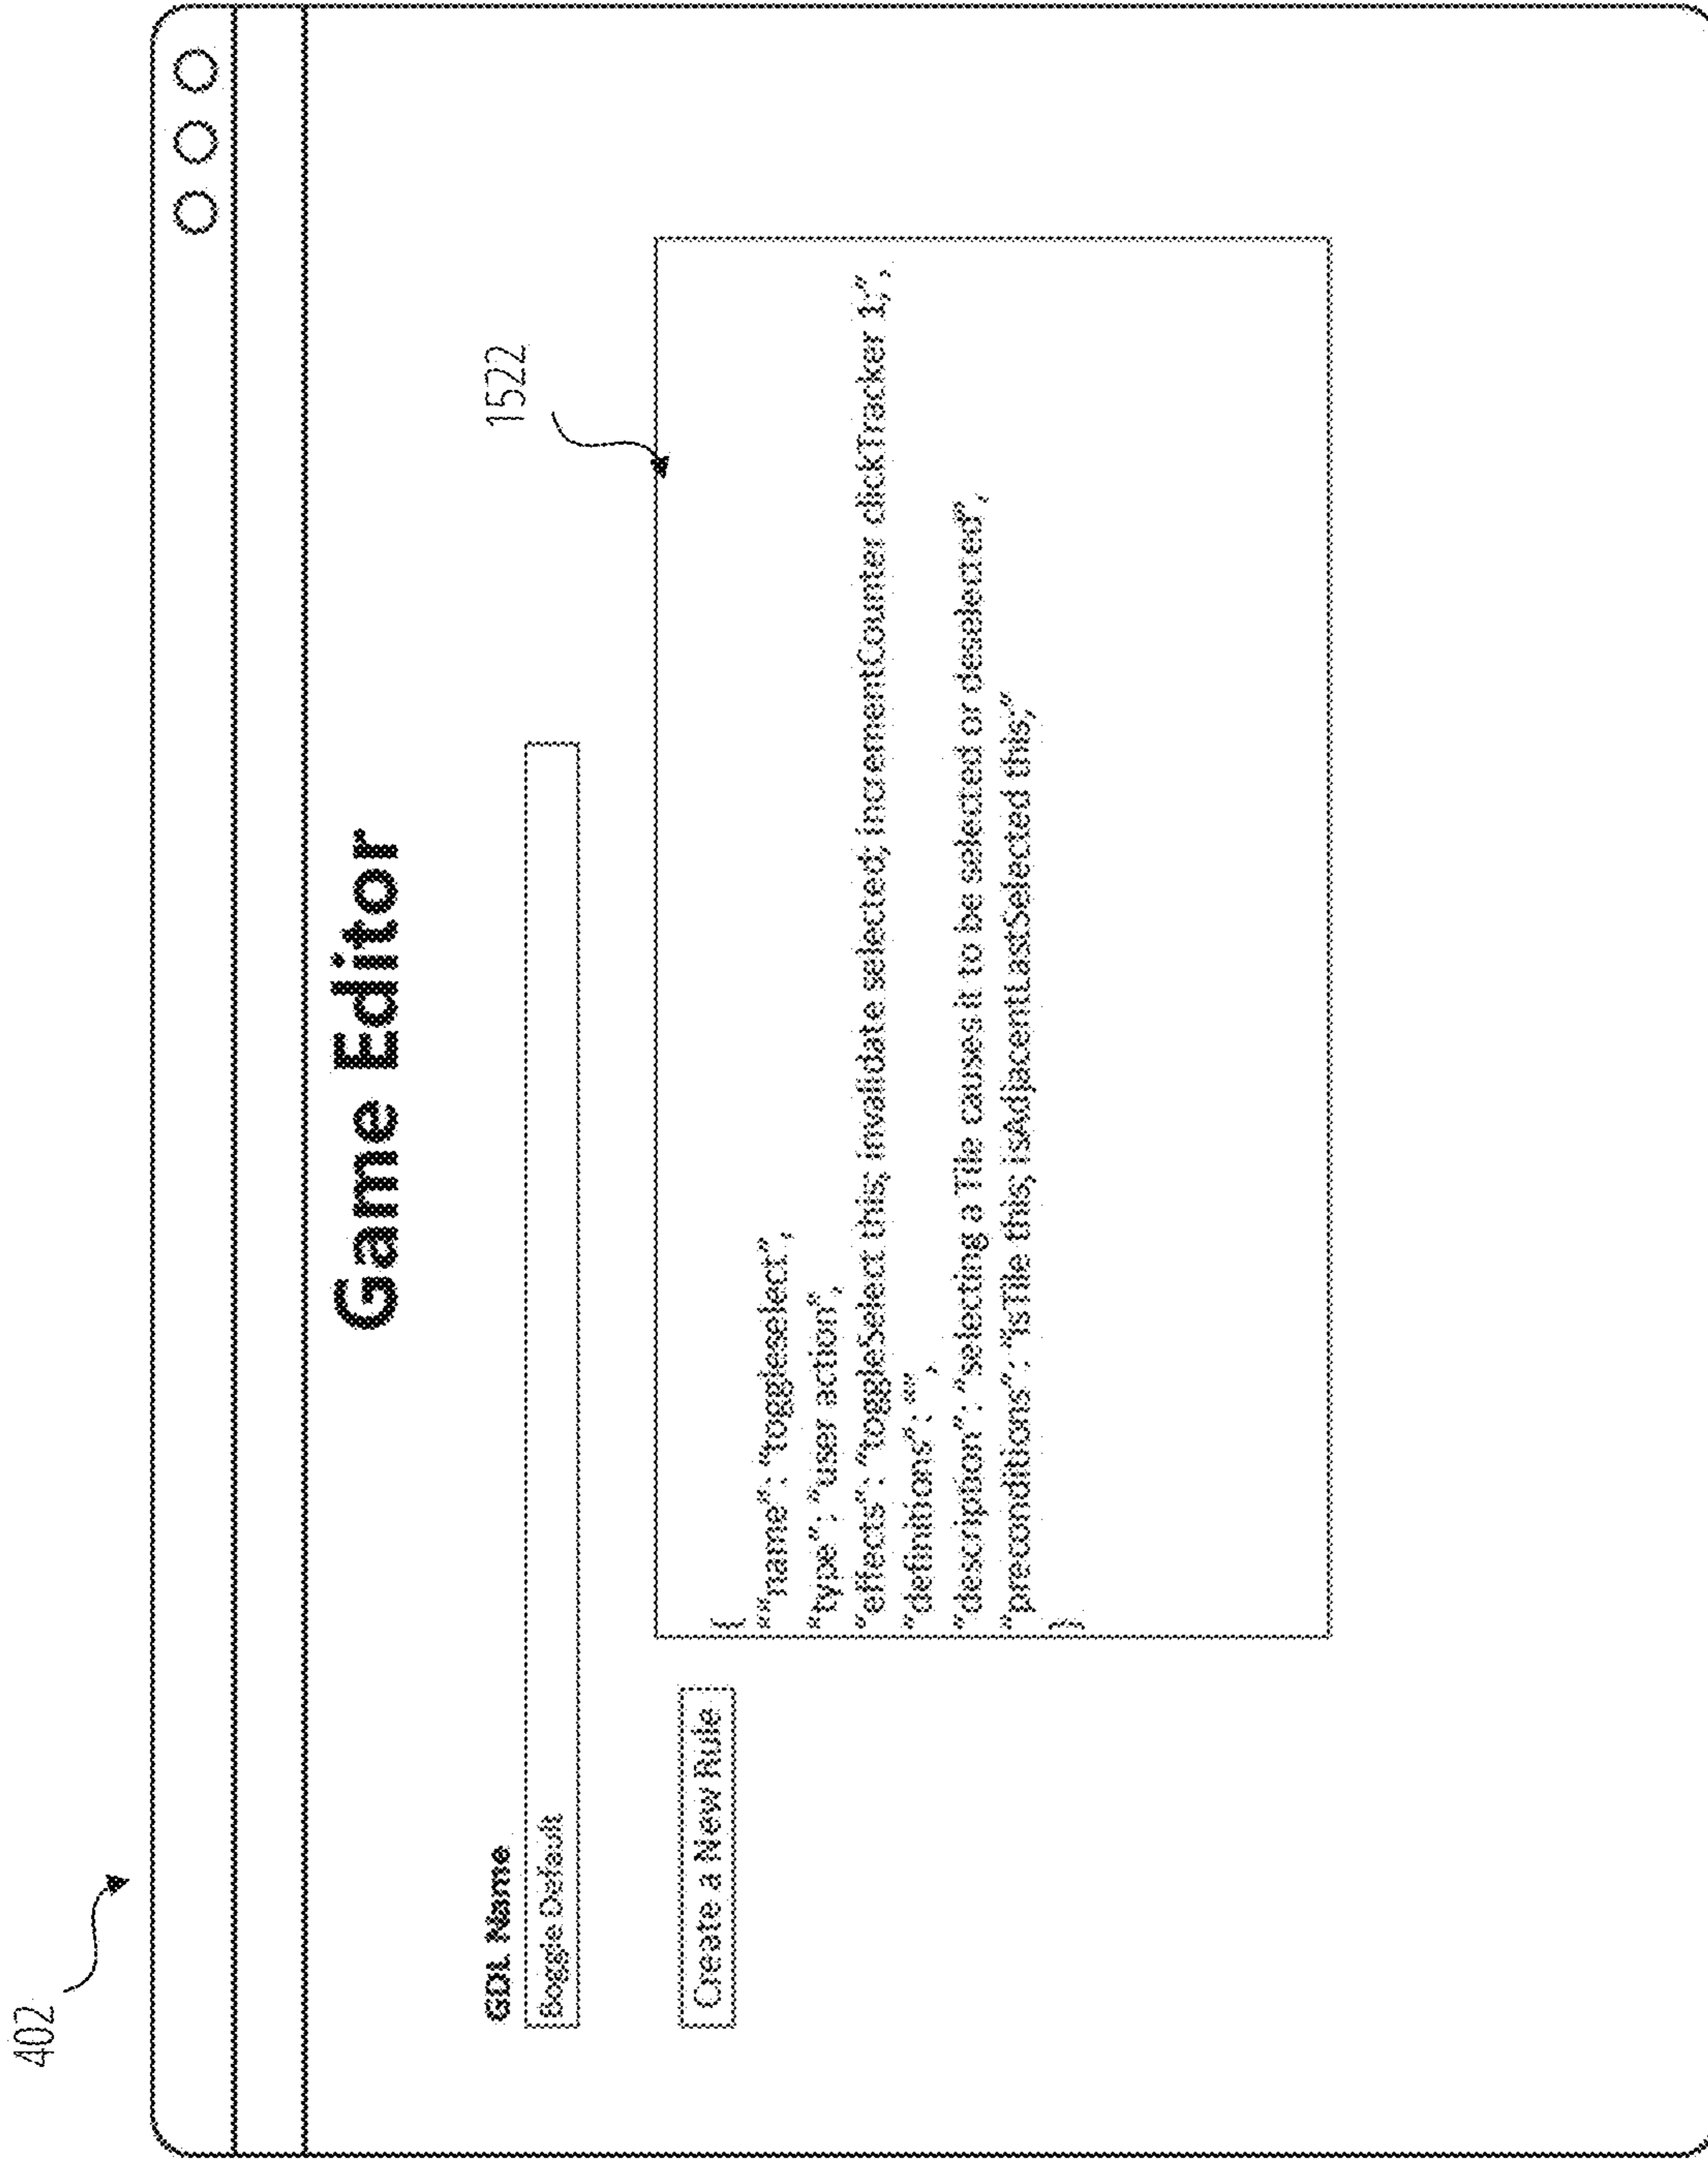 402
Game Editor
GDL Name
1522
Boggle Default
Create a New Rule
{
““name”: “toggleselect”,
“type”: “user action”,
“effects”: “toggleSelect this; invalidate selected; incrementCounter clickTracker 1;”,
“definitions”: “”,
“description”: “selecting a Tile causes it to be selected or deselected”,
“preconditions”: “isTile this; isAdjacentLastSelected this;”
}